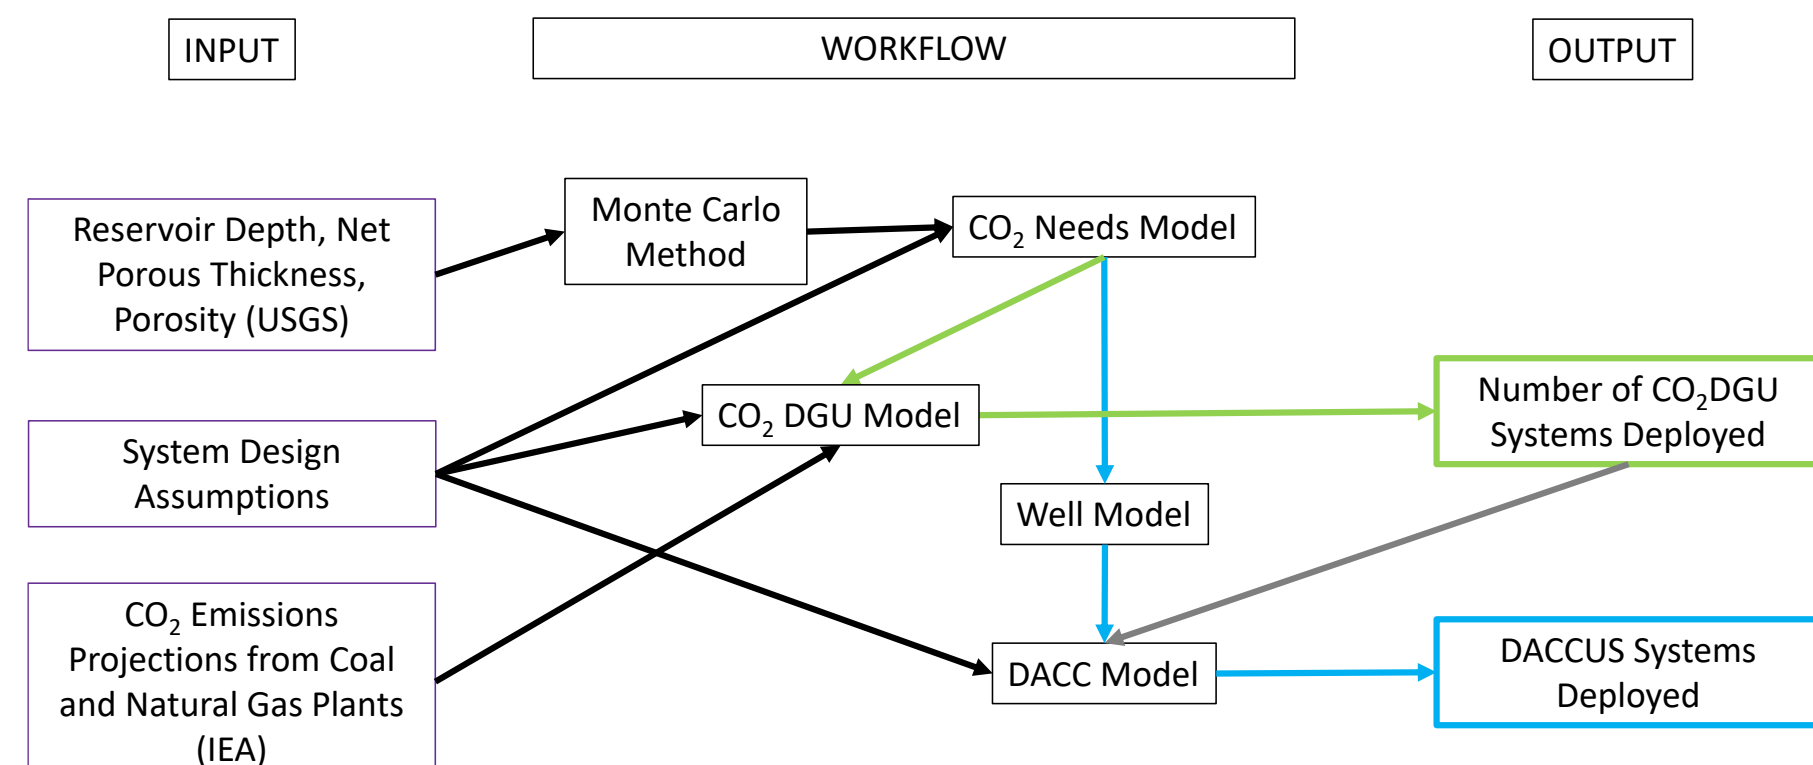 INPUT
WORKFLOW
OUTPUT
Reservoir Depth, Net
Porous Thickness,
Porosity (USGS)
Monte Carlo
Method
CO₂ Needs Model
System Design
Assumptions
CO₂ DGU Model
Number of CO₂DGU
Systems Deployed
Well Model
CO₂ Emissions
Projections from Coal
and Natural Gas Plants
(IEA)
DACC Model
DACCUS Systems
Deployed